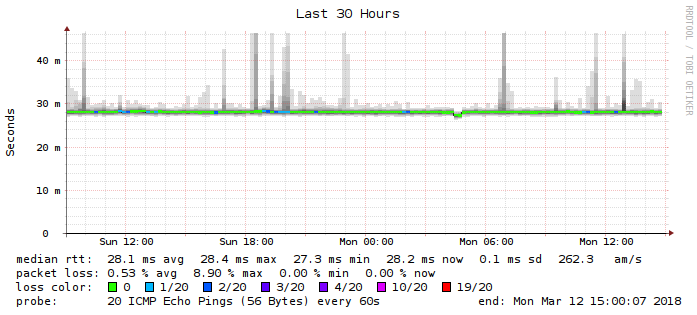 Last 30 Hours
RRDTOOL / TOBI OETIKER
Seconds
40 m
30 m
20 m
10 m
0
Sun 12:00 Sun 18:00 Mon 00:00 Mon 06:00 Mon 12:00
median rtt: 28.1 ms avg 28.4 ms max 27.3 ms min 28.2 ms now 0.1 ms sd 262.3 am/s
packet loss: 0.53 % avg 8.90 % max 0.00 % min 0.00 % now
loss color: 0 1/20 2/20 3/20 4/20 10/20 19/20
probe: 20 ICMP Echo Pings (56 Bytes) every 60s end: Mon Mar 12 15:00:07 2018